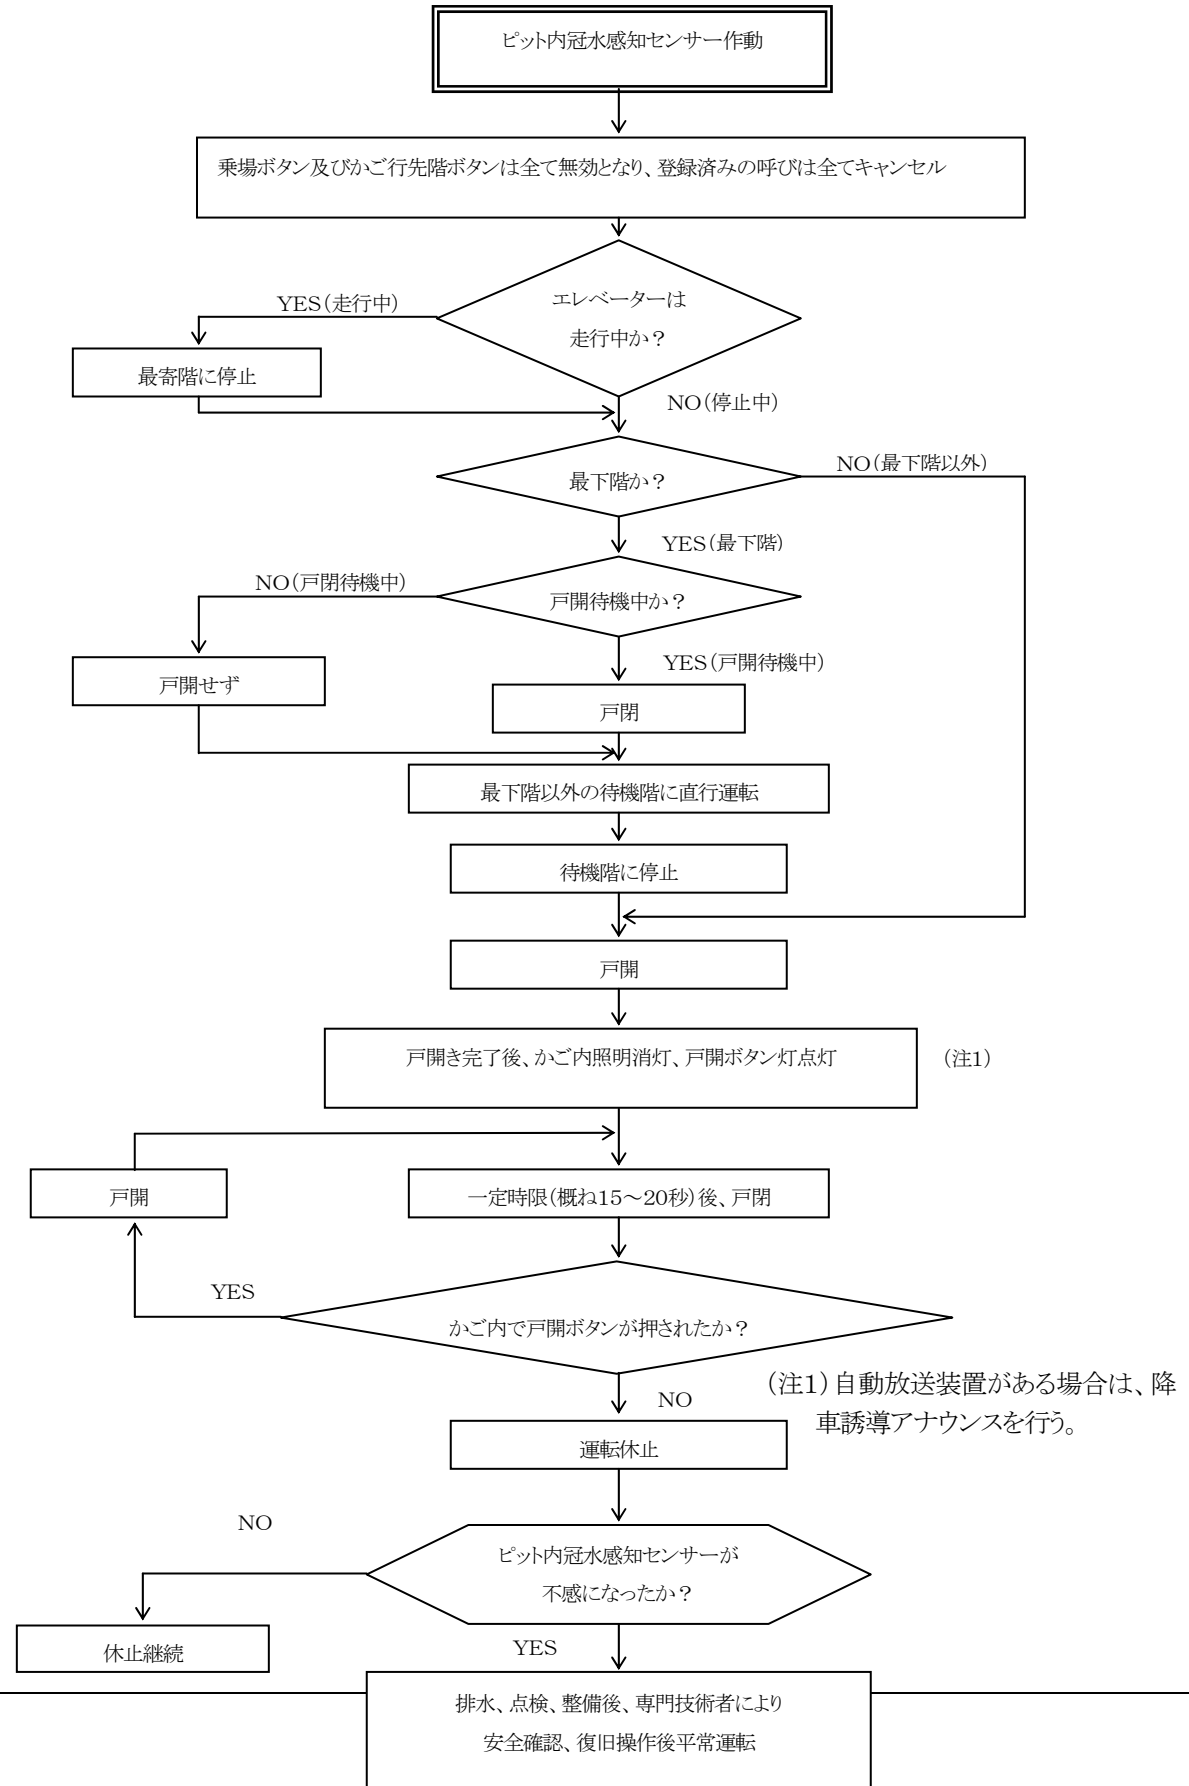 ピット内冠水感知センサー作動
乗場ボタン及びかご行先階ボタンは全て無効となり、登録済みの呼びは全てキャンセル
エレベーターは
走行中か？
YES（走行中）
最寄階に停止
NO（停止中）
最下階か？
NO（最下階以外）
YES（最下階）
戸開待機中か？
NO（戸閉待機中）
戸開せず
YES（戸開待機中）
戸閉
最下階以外の待機階に直行運転
待機階に停止
戸開
戸開き完了後、かご内照明消灯、戸開ボタン灯点灯
（注1）
戸開
一定時限（概ね15～20秒）後、戸閉
YES
かご内で戸開ボタンが押されたか？
（注1）自動放送装置がある場合は、降
車誘導アナウンスを行う。
NO
運転休止
NO
ピット内冠水感知センサーが
不感になったか？
休止継続
YES
排水、点検、整備後、専門技術者により
安全確認、復旧操作後平常運転